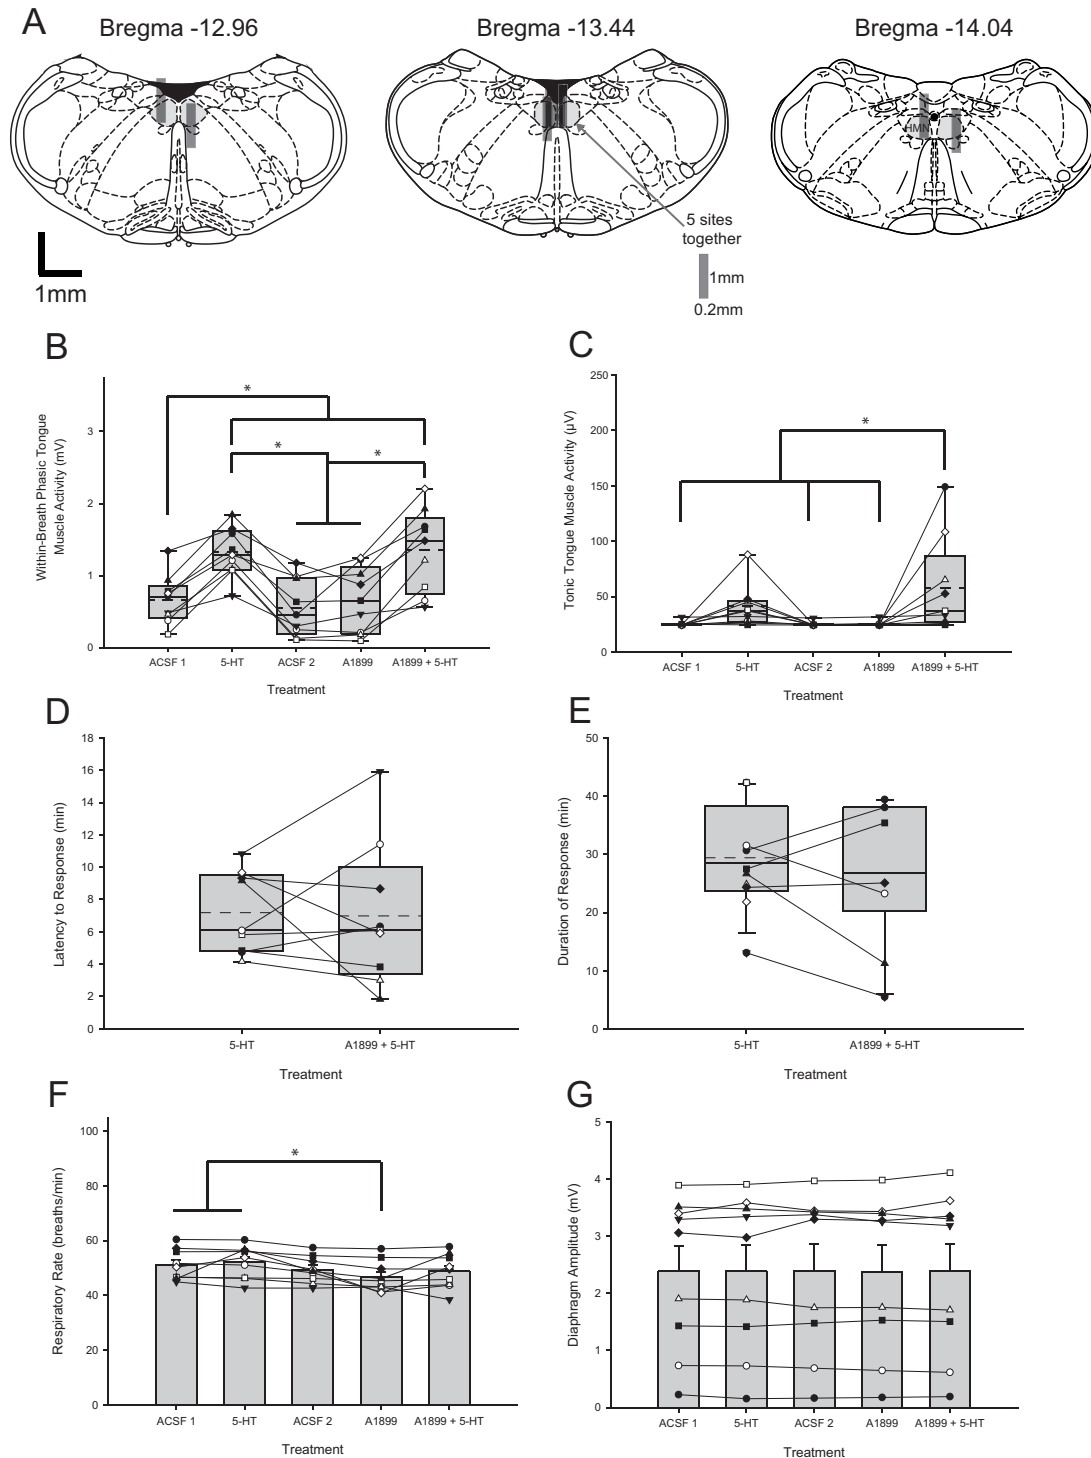 A
Bregma -12.96
Bregma -13.44
Bregma -14.04
HMN
5 sites
together
1mm
0.2mm
1mm
B
Within-Breath Phasic Tongue
Muscle Activity (mV)
3
2
1
0
*
*
*
ACSF 1
5-HT
ACSF 2
A1899
A1899 + 5-HT
Treatment
C
Tonic Tongue Muscle Activity (µV)
250
200
150
100
50
0
*
ACSF 1
5-HT
ACSF 2
A1899
A1899 + 5-HT
Treatment
D
Latency to Response (min)
18
16
14
12
10
8
6
4
2
0
5-HT
A1899 + 5-HT
Treatment
E
Duration of Response (min)
50
40
30
20
10
0
5-HT
A1899 + 5-HT
Treatment
F
Respiratory Rate (breaths/min)
100
80
60
40
20
0
*
ACSF 1
5-HT
ACSF 2
A1899
A1899 + 5-HT
Treatment
G
Diaphragm Amplitude (mV)
5
4
3
2
1
0
ACSF 1
5-HT
ACSF 2
A1899
A1899 + 5-HT
Treatment